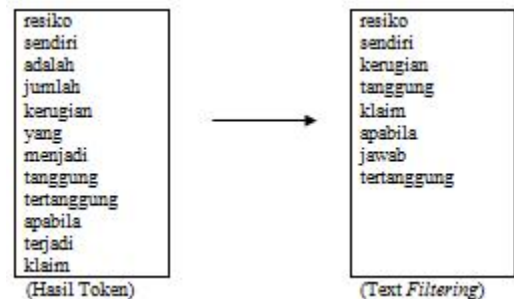 resiko
sendiri
adalah
jumlah
kerugian
yang
menjadi
tanggung
tertanggung
apabila
terjadi
klaim
(Hasil Token)
resiko
sendiri
kerugian
tanggung
klaim
apabila
jawab
tertanggung
(Text Filtering)